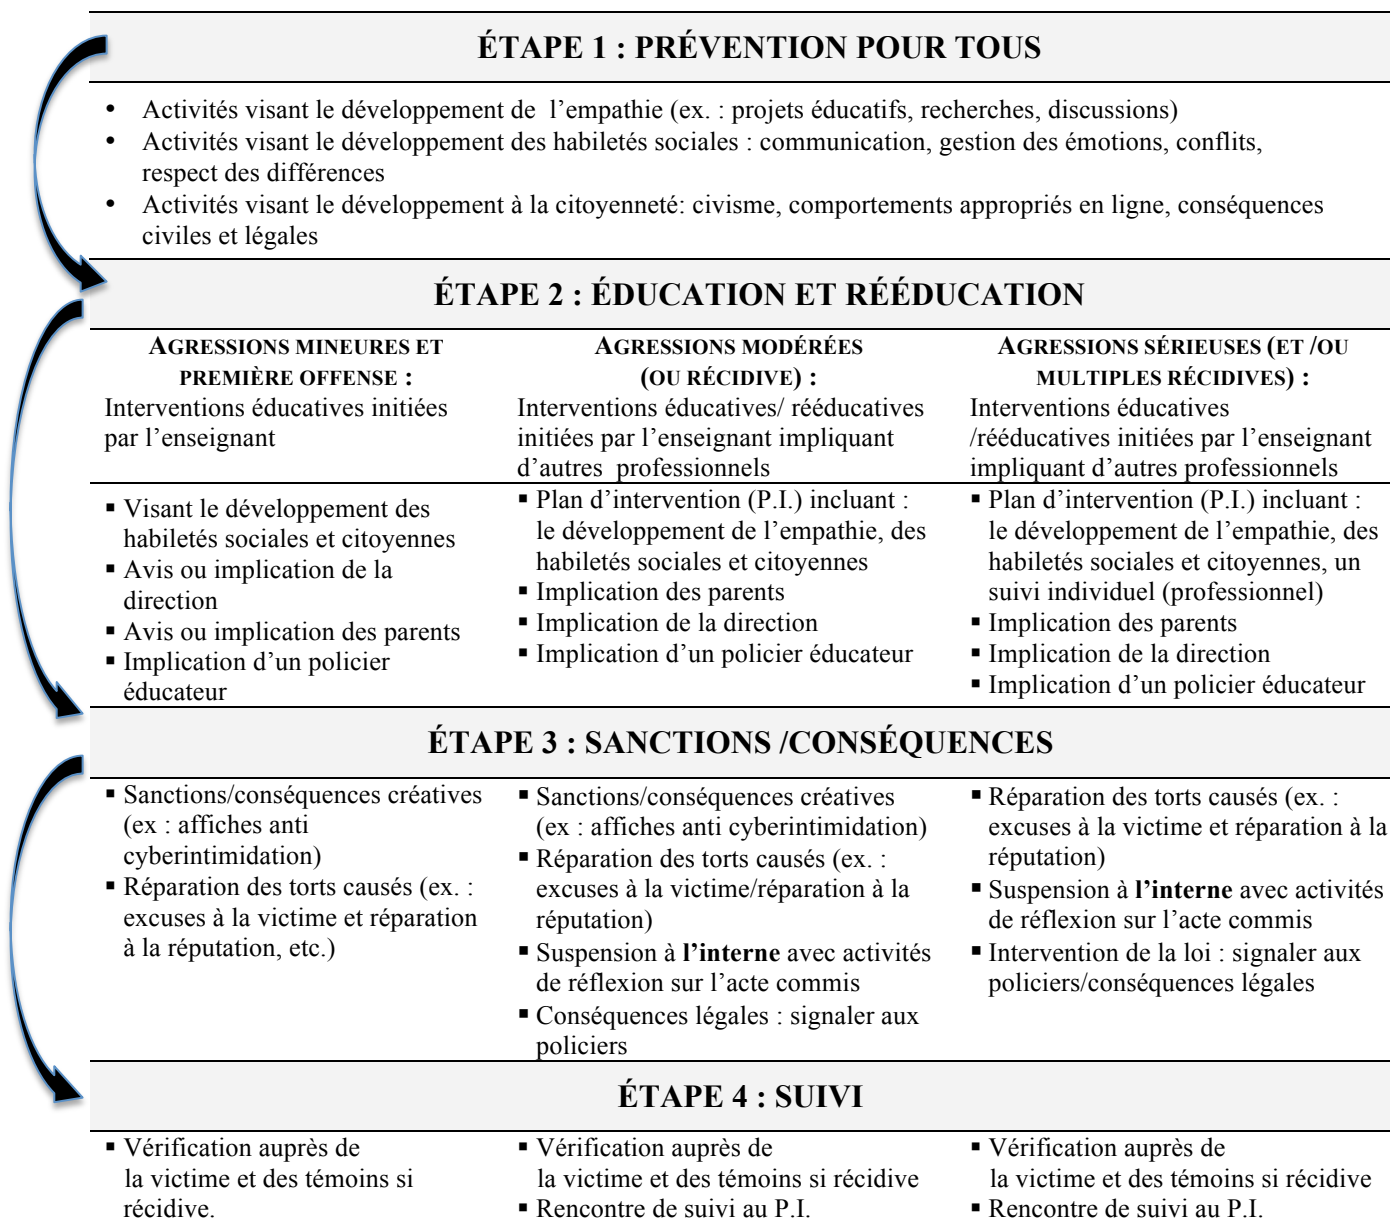 ÉTAPE 1 : PRÉVENTION POUR TOUS
• Activités visant le développement de l’empathie (ex. : projets éducatifs, recherches, discussions)
• Activités visant le développement des habiletés sociales : communication, gestion des émotions, conflits,
respect des différences
• Activités visant le développement à la citoyenneté: civisme, comportements appropriés en ligne, conséquences
civiles et légales
ÉTAPE 2 : ÉDUCATION ET RÉÉDUCATION
AGRESSIONS MINEURES ET
PREMIÈRE OFFENSE :
Interventions éducatives initiées
par l’enseignant
▪ Visant le développement des
habiletés sociales et citoyennes
▪ Avis ou implication de la
direction
▪ Avis ou implication des parents
▪ Implication d’un policier
éducateur
AGRESSIONS MODÉRÉES
(OU RÉCIDIVE) :
Interventions éducatives/ rééducatives
initiées par l’enseignant impliquant
d’autres professionnels
▪ Plan d’intervention (P.I.) incluant :
le développement de l’empathie, des
habiletés sociales et citoyennes
▪ Implication des parents
▪ Implication de la direction
▪ Implication d’un policier éducateur
AGRESSIONS SÉRIEUSES (ET /OU
MULTIPLES RÉCIDIVES) :
Interventions éducatives
/rééducatives initiées par l’enseignant
impliquant d’autres professionnels
▪ Plan d’intervention (P.I.) incluant :
le développement de l’empathie, des
habiletés sociales et citoyennes, un
suivi individuel (professionnel)
▪ Implication des parents
▪ Implication de la direction
▪ Implication d’un policier éducateur
ÉTAPE 3 : SANCTIONS /CONSÉQUENCES
▪ Sanctions/conséquences créatives
(ex : affiches anti
cyberintimidation)
▪ Réparation des torts causés (ex. :
excuses à la victime et réparation
à la réputation, etc.)
▪ Sanctions/conséquences créatives
(ex : affiches anti cyberintimidation)
▪ Réparation des torts causés (ex. :
excuses à la victime/réparation à la
réputation)
▪ Suspension à l’interne avec activités
de réflexion sur l’acte commis
▪ Conséquences légales : signaler aux
policiers
▪ Réparation des torts causés (ex. :
excuses à la victime et réparation à la
réputation)
▪ Suspension à l’interne avec activités
de réflexion sur l’acte commis
▪ Intervention de la loi : signaler aux
policiers/conséquences légales
ÉTAPE 4 : SUIVI
▪ Vérification auprès de
la victime et des témoins si
récidive.
▪ Vérification auprès de
la victime et des témoins si récidive
▪ Rencontre de suivi au P.I.
▪ Vérification auprès de
la victime et des témoins si récidive
▪ Rencontre de suivi au P.I.